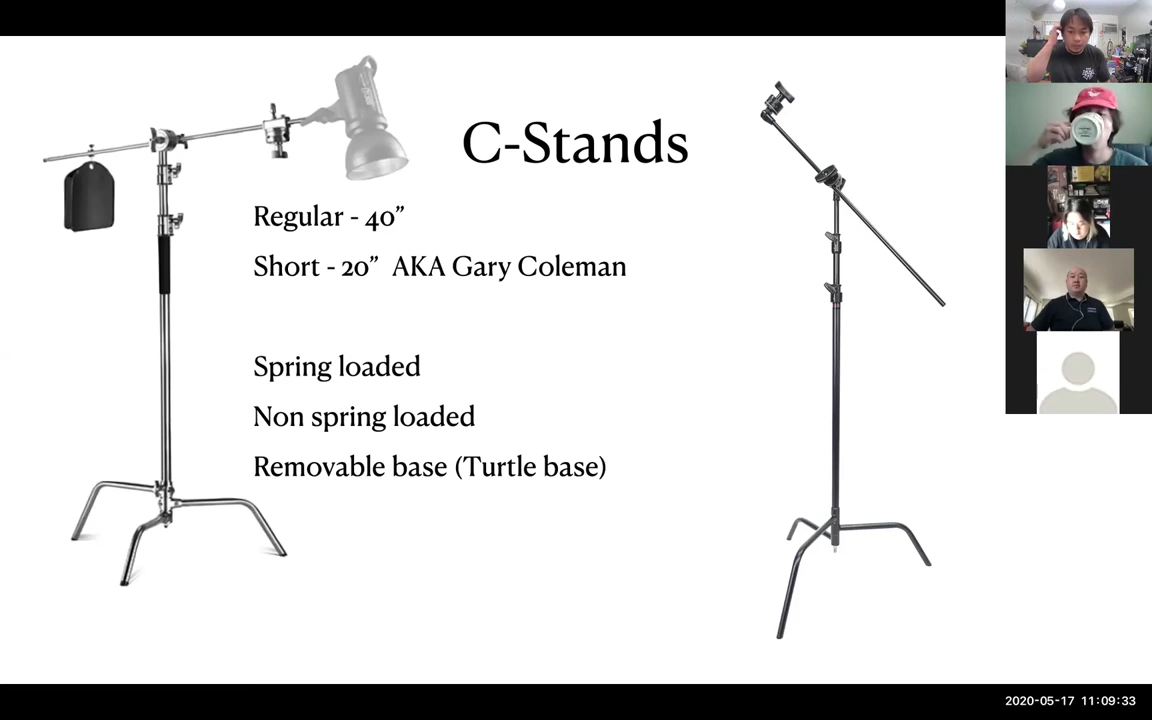 C-Stands
Regular - 40”
Short - 20” AKA Gary Coleman
Spring loaded
Non spring loaded
Removable base (Turtle base)
2020-05-17 11:09:33